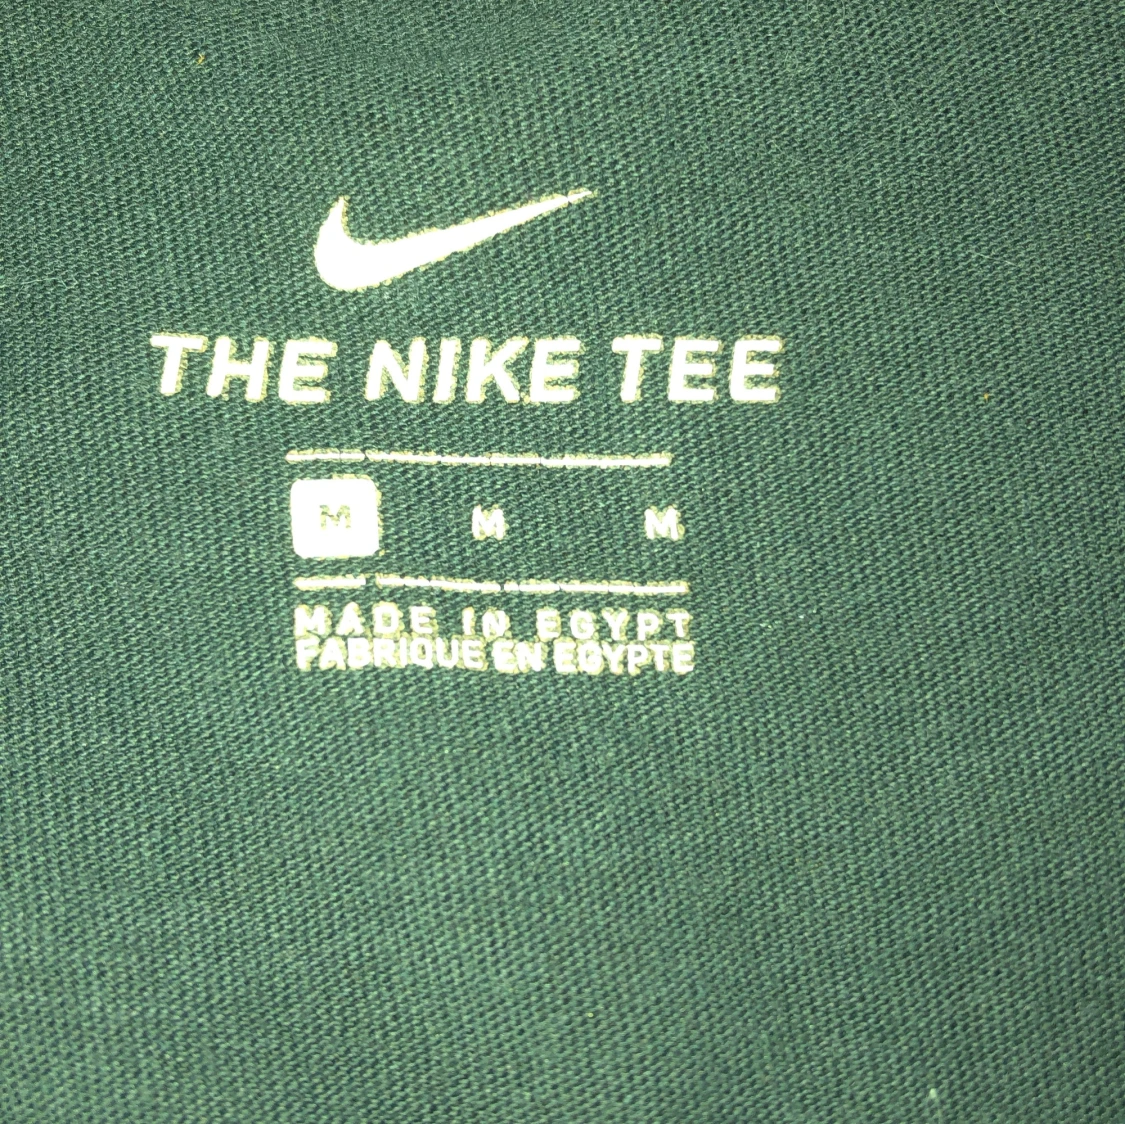 THE NIKE TEE
M M M
MADE IN EGYPT
FABRIQUE EN EGYPTE